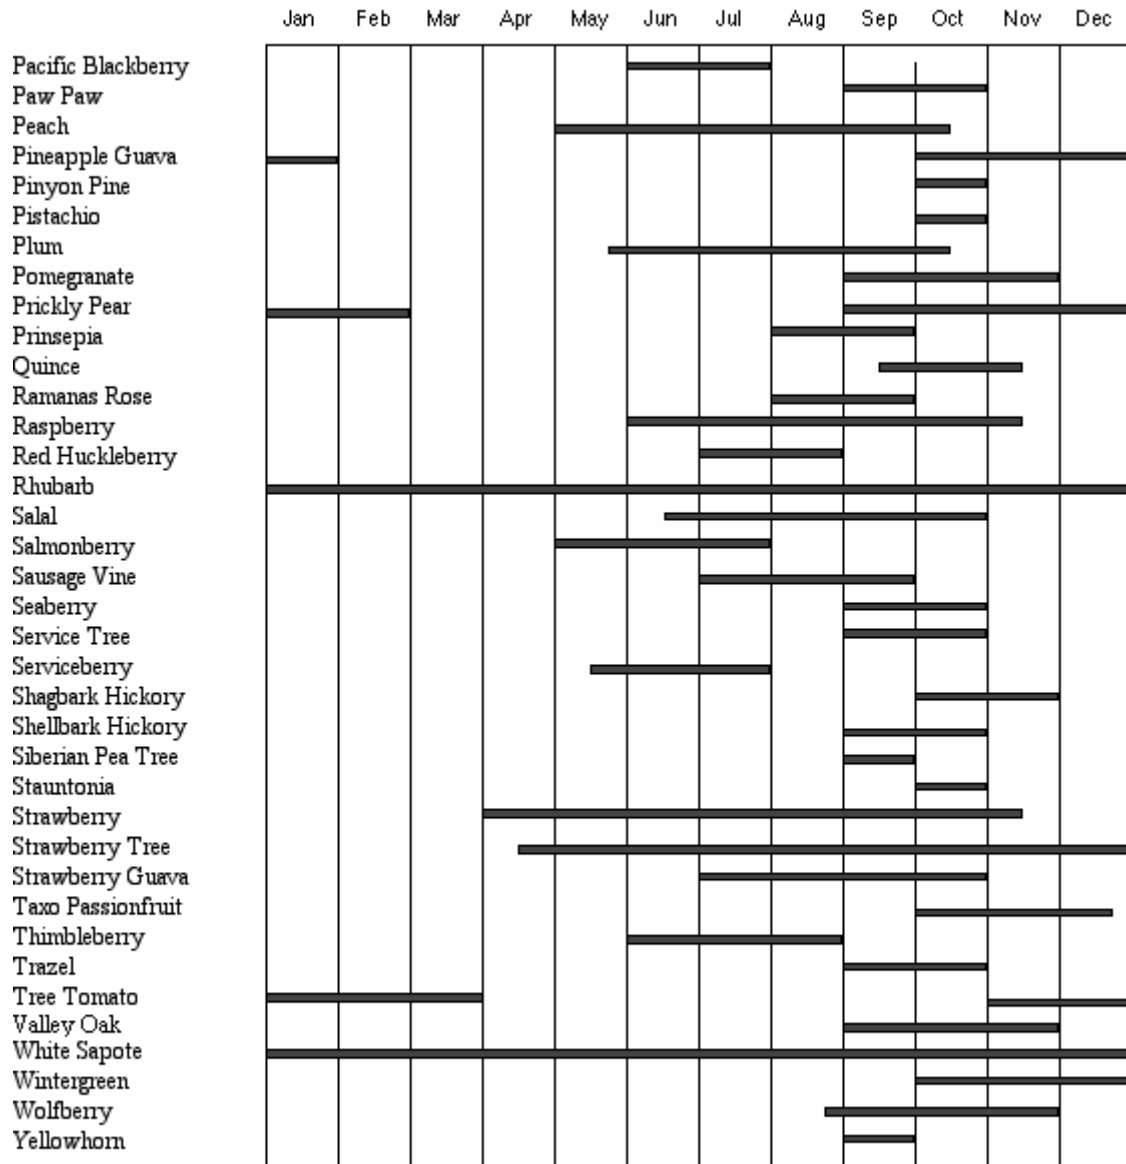 Jan Feb Mar Apr May Jun Jul Aug Sep Oct Nov Dec
Pacific Blackberry
Paw Paw
Peach
Pineapple Guava
Pinyon Pine
Pistachio
Plum
Pomegranate
Prickly Pear
Prinsepia
Quince
Ramanas Rose
Raspberry
Red Huckleberry
Rhubarb
Salal
Salmonberry
Sausage Vine
Seaberry
Service Tree
Serviceberry
Shagbark Hickory
Shellbark Hickory
Siberian Pea Tree
Stauntonia
Strawberry
Strawberry Tree
Strawberry Guava
Taxo Passionfruit
Thimbleberry
Trazel
Tree Tomato
Valley Oak
White Sapote
Wintergreen
Wolfberry
Yellowhorn